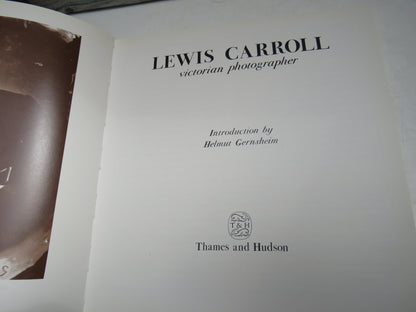 LEWIS CARROLL
victorian photographer
Introduction by
Helmut Gernsheim
T&H
Thames and Hudson